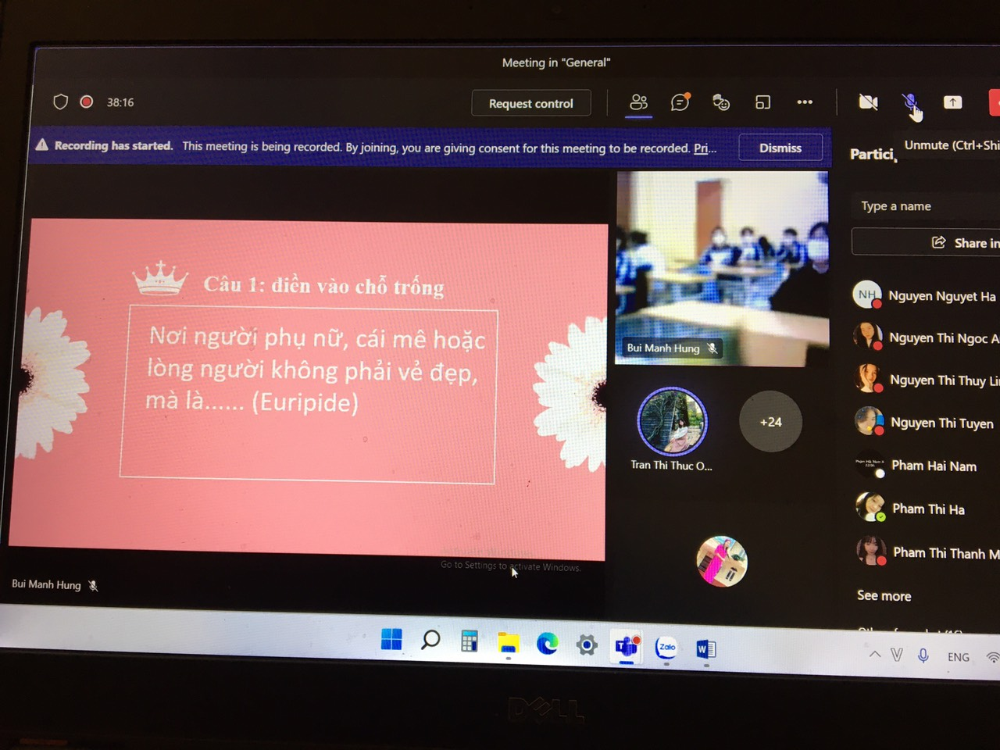 Meeting in "General"
38:16
Request control
Recording has started. This meeting is being recorded. By joining, you are giving consent for this meeting to be recorded. Pri...
Dismiss
Unmute (Ctrl+Shi
Partici
Type a name
Share in
Câu 1: điền vào chỗ trống
Nơi người phụ nữ, cái mê hoặc
lòng người không phải vẻ đẹp,
mà là...... (Euripide)
Bui Manh Hung
+24
Tran Thi Thuc O...
NH
Nguyen Nguyet Ha
Nguyen Thi Ngoc A
Nguyen Thi Thuy Li
Nguyen Thi Tuyen
Pham Hai Nam
Pham Thi Ha
Pham Thi Thanh M
See more
Go to Settings to activate Windows.
Bui Manh Hung
Zalo
ENG
DELL